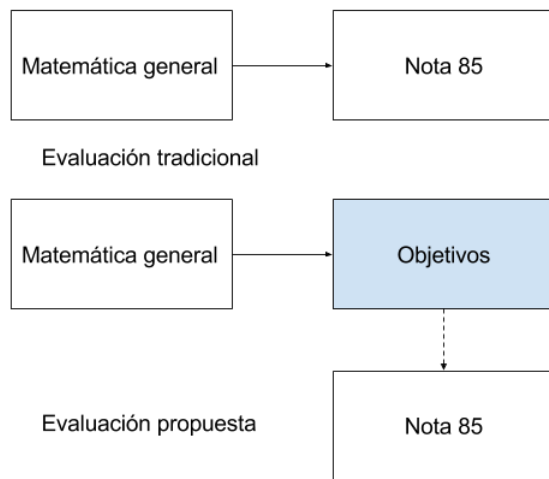 Matemática general
Nota 85
Evaluación tradicional
Matemática general
Objetivos
Evaluación propuesta
Nota 85